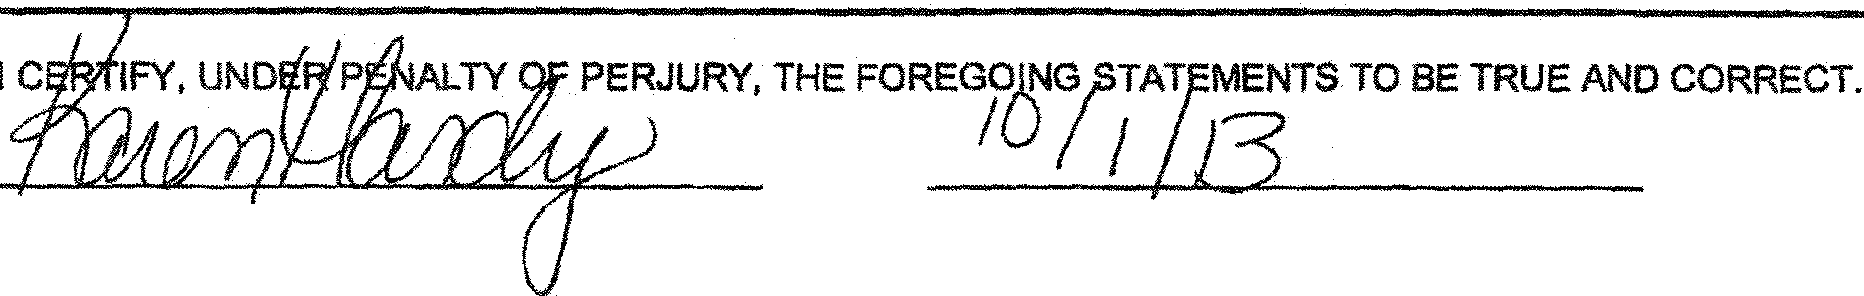 I CERTIFY, UNDER PENALTY OF PERJURY, THE FOREGOING STATEMENTS TO BE TRUE AND CORRECT.
Karen Hardy 10/1/13